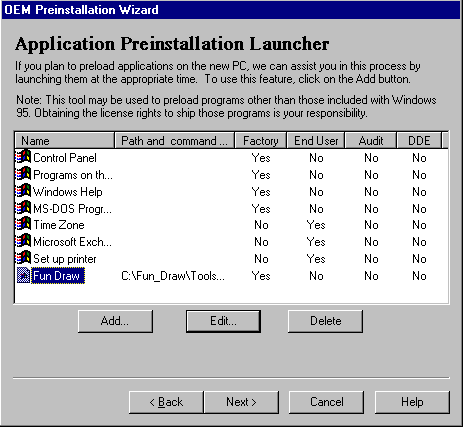 OEM Preinstallation Wizard
Application Preinstallation Launcher
If you plan to preload applications on the new PC, we can assist you in this process by
launching them at the appropriate time. To use this feature, click on the Add button.
Note: This tool may be used to preload programs other than those included with Windows
95. Obtaining the license rights to ship those programs is your responsibility.
Name Path and command ... Factory End User Audit DDE
Control Panel Yes No No No
Programs on th... Yes No No No
Windows Help Yes No No No
MS-DOS Progr... Yes No No No
Time Zone No Yes No No
Microsoft Exch... No Yes No No
Set up printer No Yes No No
Fun Draw C:\Fun_Draw\Tools... Yes No No No
Add... Edit... Delete
< Back Next > Cancel Help